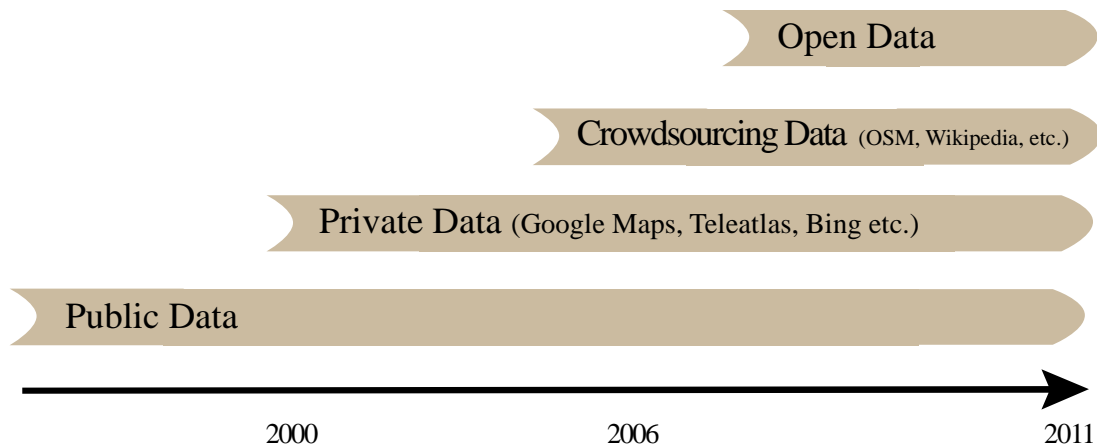 Open Data
Crowdsourcing Data (OSM, Wikipedia, etc.)
Private Data (Google Maps, Teleatlas, Bing etc.)
Public Data
2000 2006 2011